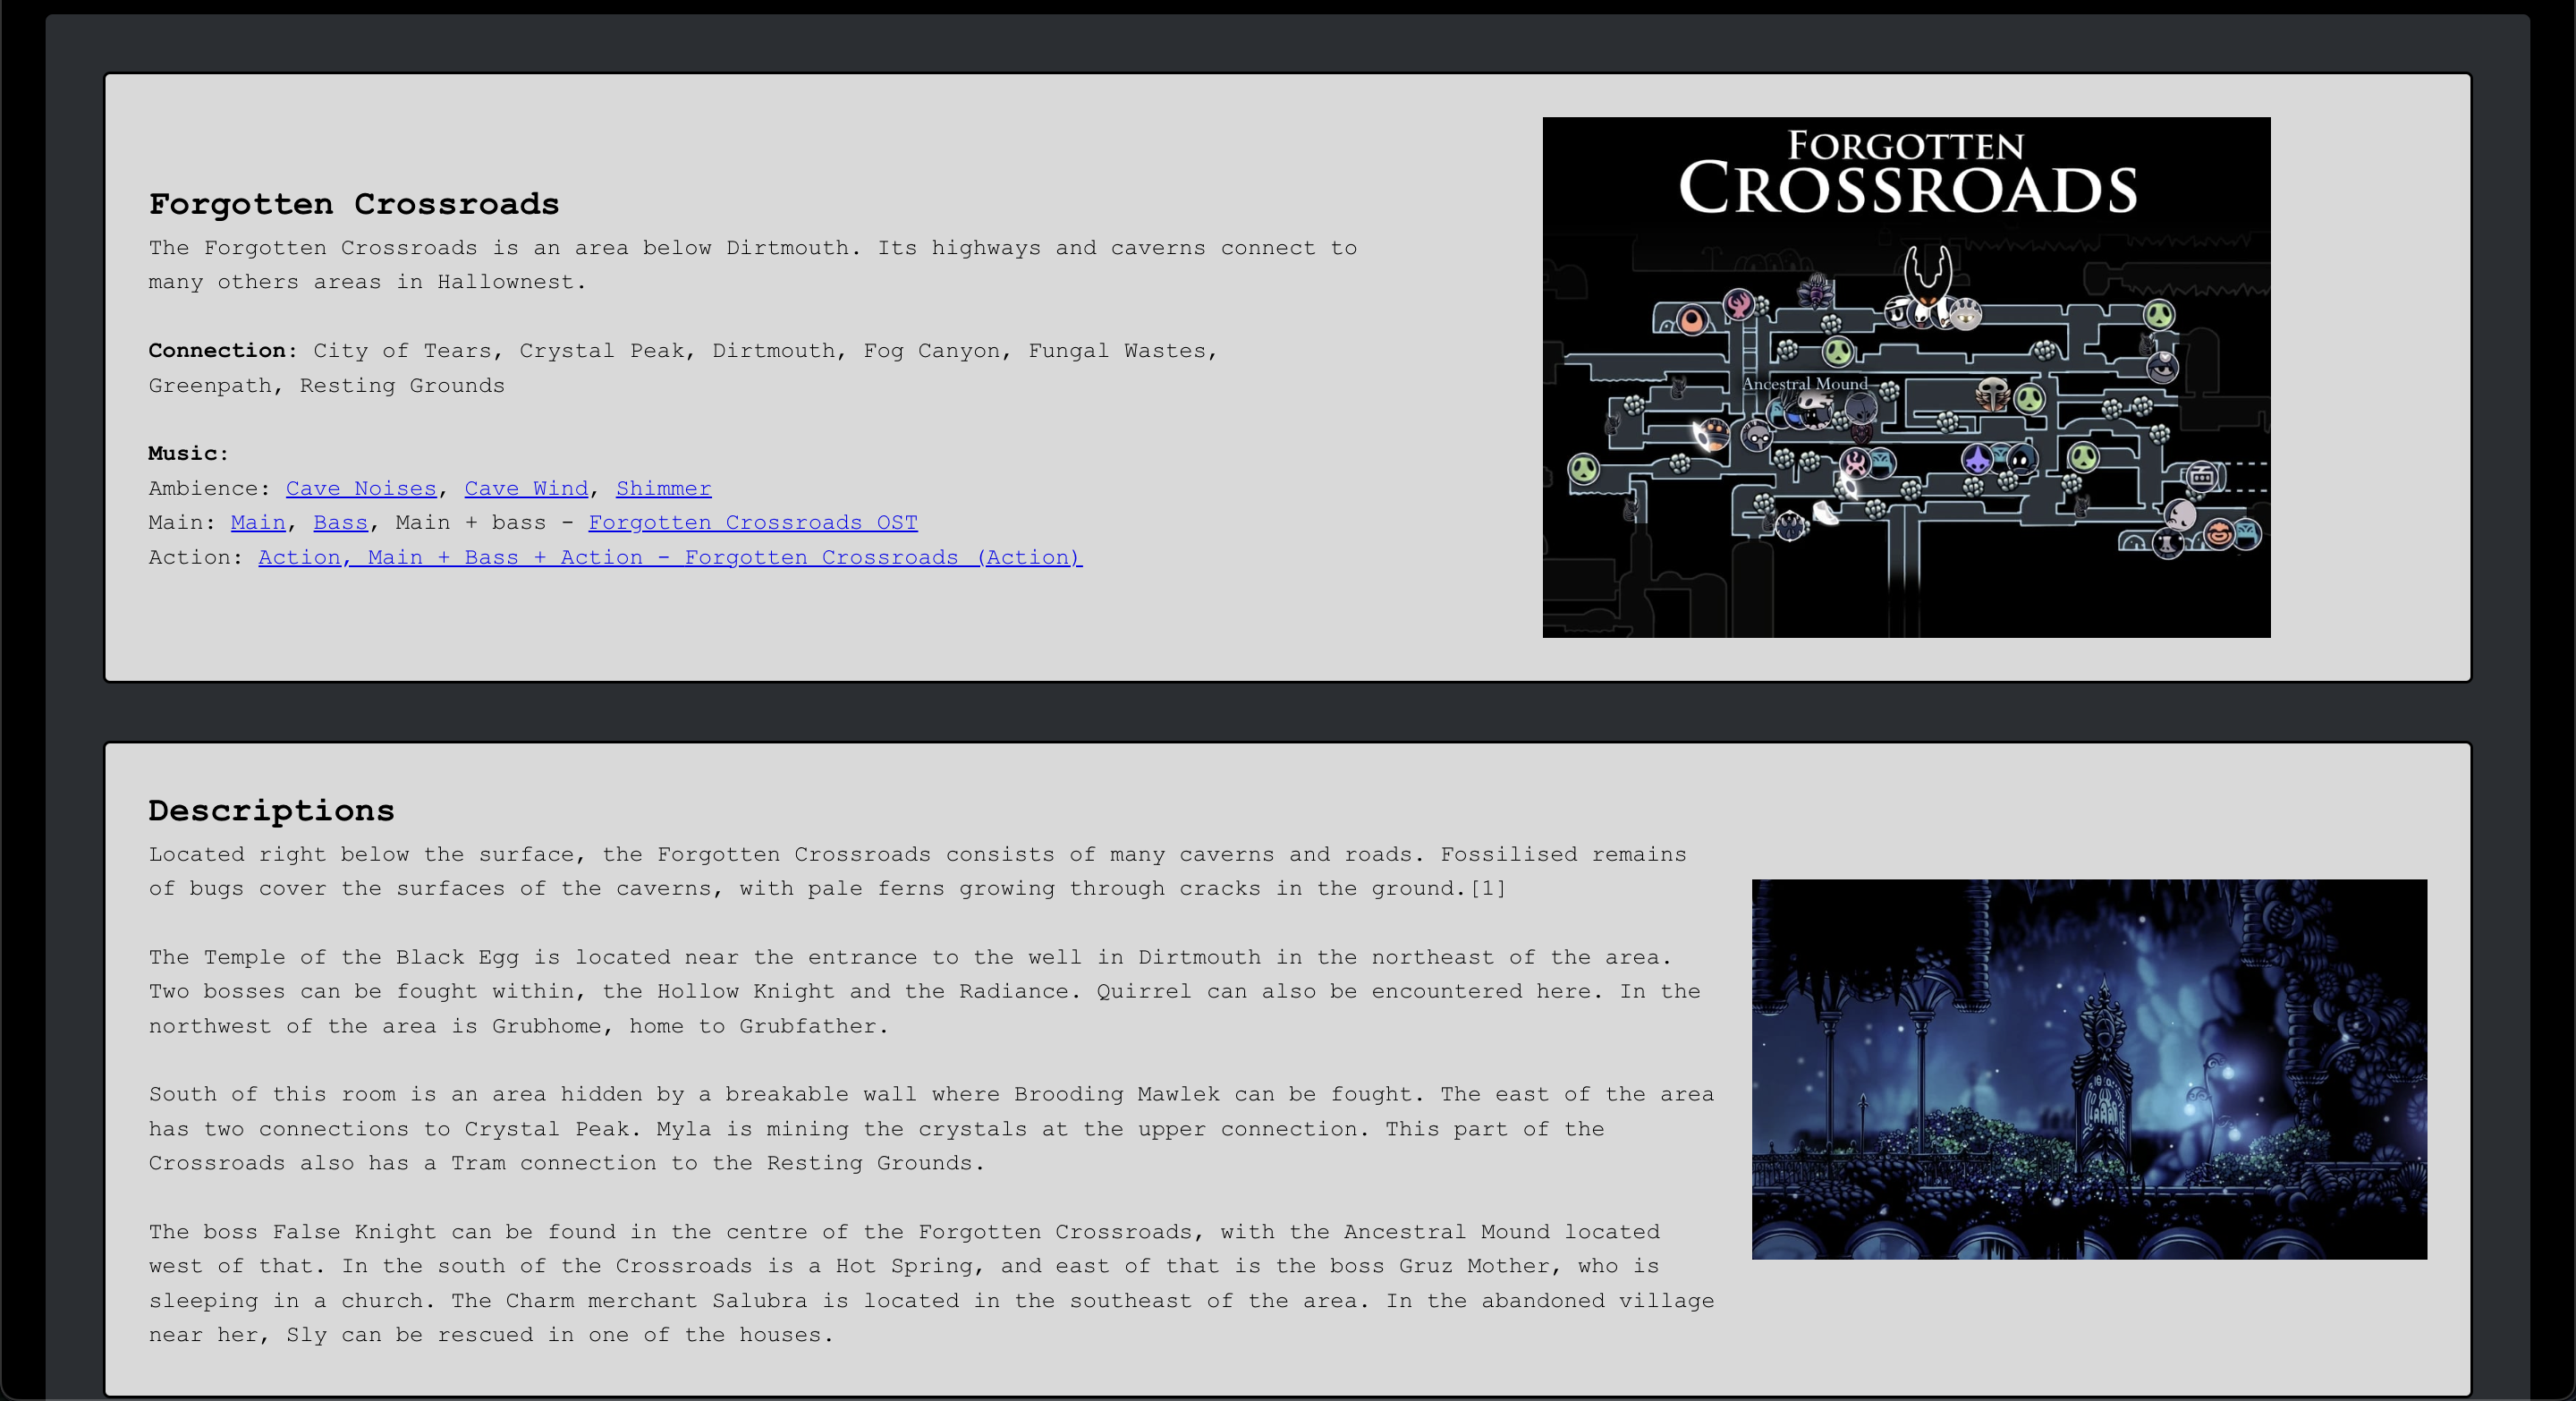 Forgotten Crossroads
The Forgotten Crossroads is an area below Dirtmouth. Its highways and caverns connect to
many others areas in Hallownest.
Connection: City of Tears, Crystal Peak, Dirtmouth, Fog Canyon, Fungal Wastes,
Greenpath, Resting Grounds
Music:
Ambience: Cave Noises, Cave Wind, Shimmer
Main: Main, Bass, Main + bass - Forgotten Crossroads OST
Action: Action, Main + Bass + Action - Forgotten Crossroads (Action)
FORGOTTEN
CROSSROADS
Ancestral Mound
Descriptions
Located right below the surface, the Forgotten Crossroads consists of many caverns and roads. Fossilised remains
of bugs cover the surfaces of the caverns, with pale ferns growing through cracks in the ground.[1]
The Temple of the Black Egg is located near the entrance to the well in Dirtmouth in the northeast of the area.
Two bosses can be fought within, the Hollow Knight and the Radiance. Quirrel can also be encountered here. In the
northwest of the area is Grubhome, home to Grubfather.
South of this room is an area hidden by a breakable wall where Brooding Mawlek can be fought. The east of the area
has two connections to Crystal Peak. Myla is mining the crystals at the upper connection. This part of the
Crossroads also has a Tram connection to the Resting Grounds.
The boss False Knight can be found in the centre of the Forgotten Crossroads, with the Ancestral Mound located
west of that. In the south of the Crossroads is a Hot Spring, and east of that is the boss Gruz Mother, who is
sleeping in a church. The Charm merchant Salubra is located in the southeast of the area. In the abandoned village
near her, Sly can be rescued in one of the houses.